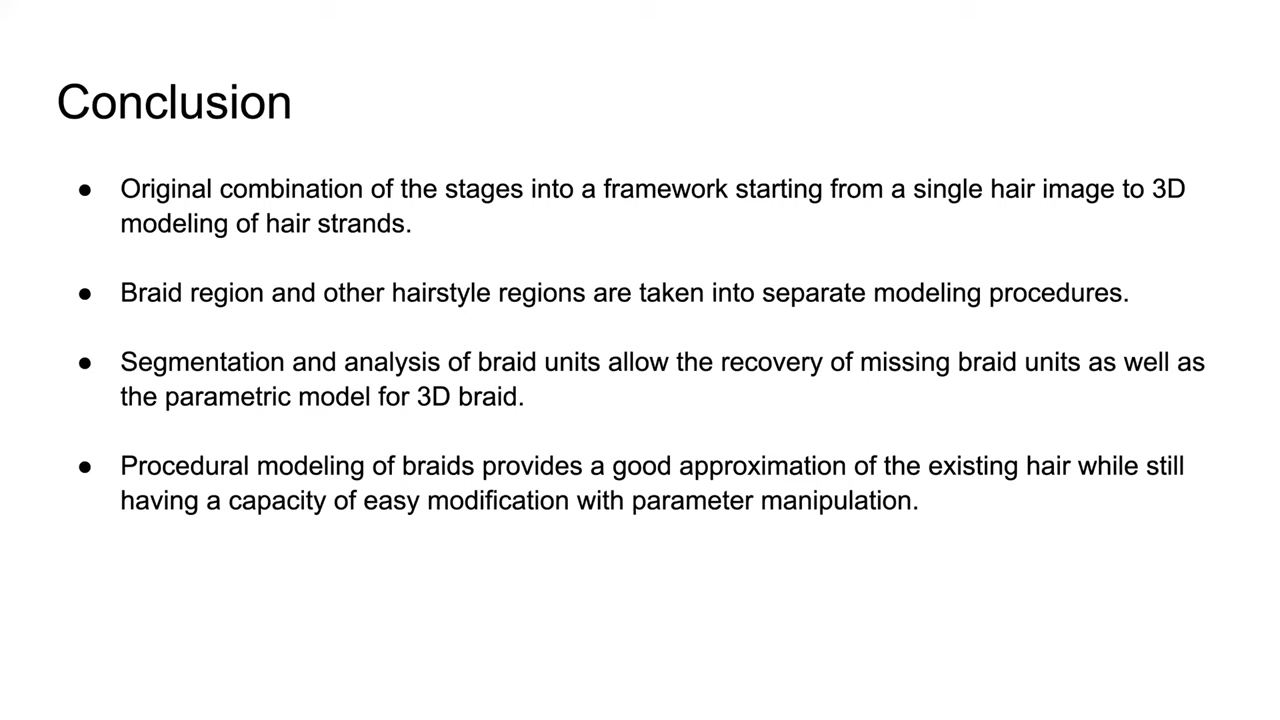 Conclusion
● Original combination of the stages into a framework starting from a single hair image to 3D
modeling of hair strands.
● Braid region and other hairstyle regions are taken into separate modeling procedures.
● Segmentation and analysis of braid units allow the recovery of missing braid units as well as
the parametric model for 3D braid.
● Procedural modeling of braids provides a good approximation of the existing hair while still
having a capacity of easy modification with parameter manipulation.